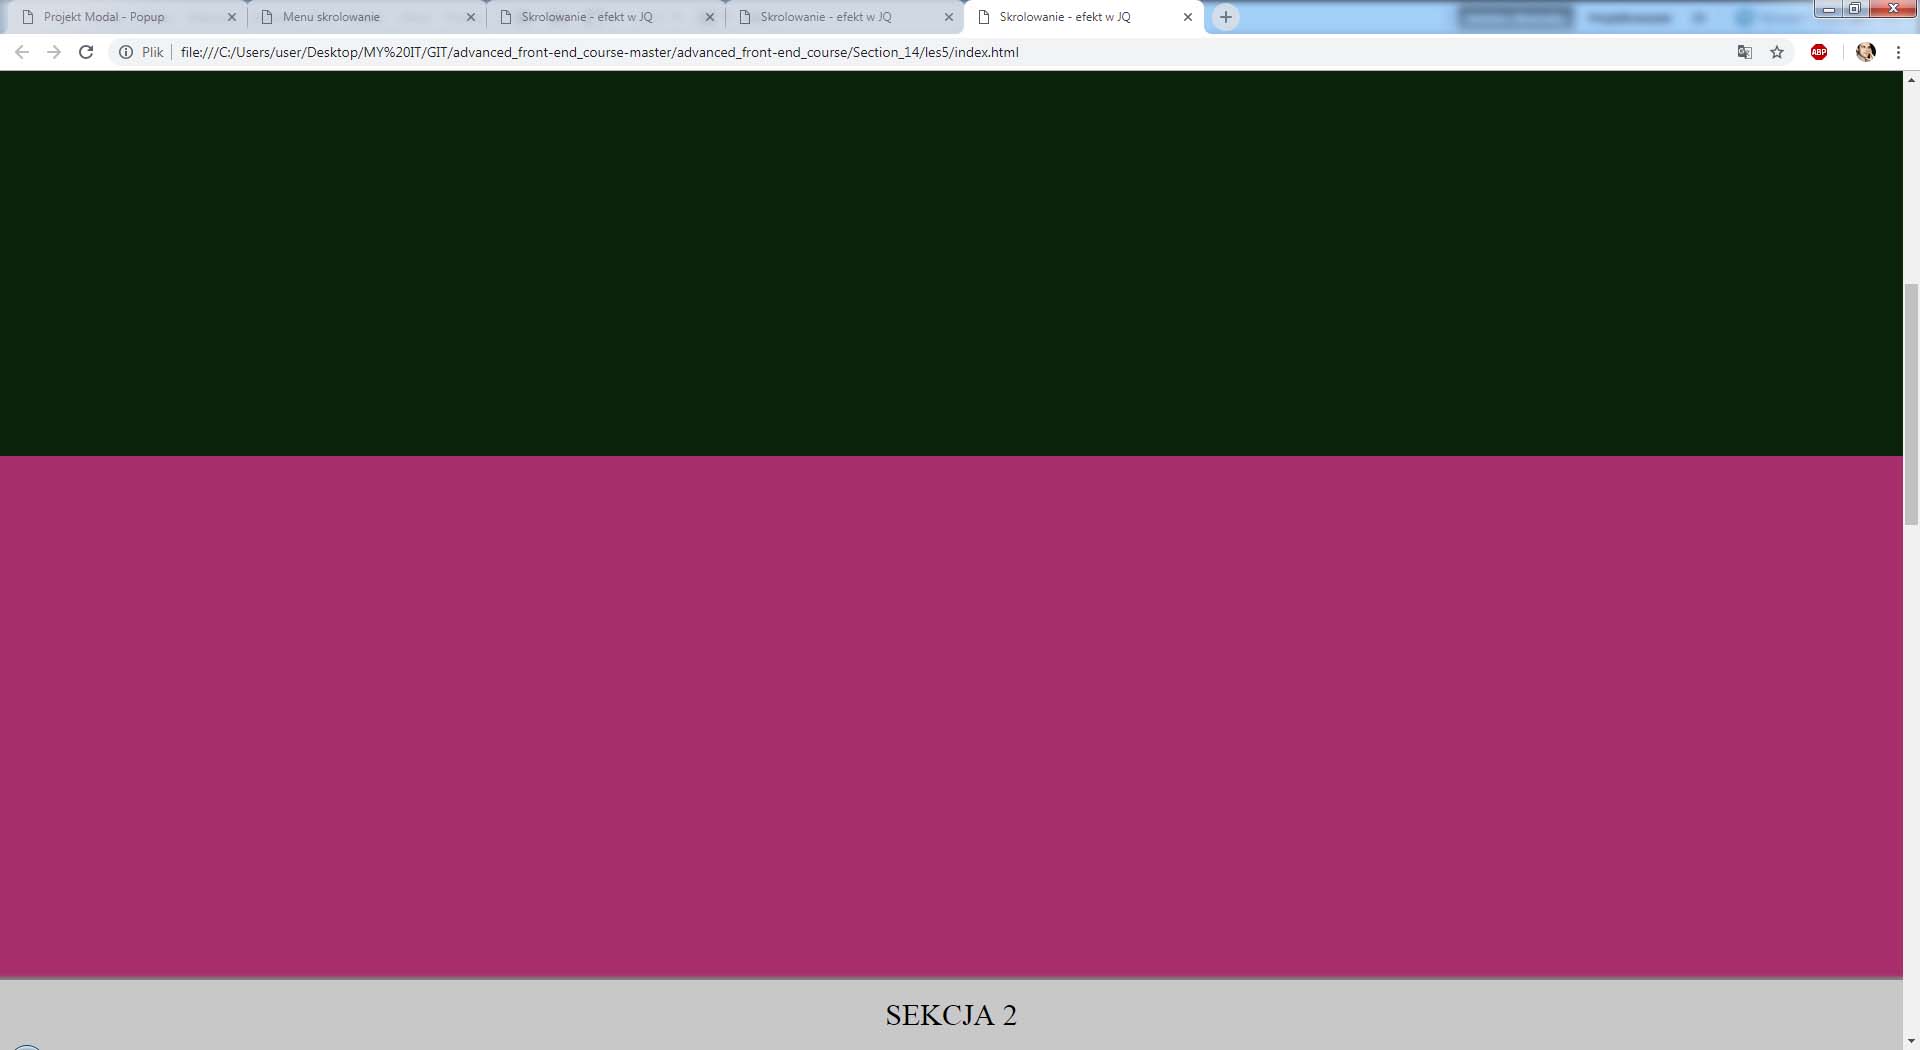 Projekt Modal - Popup
Menu skrolowanie
Skrolowanie - efekt w JQ
Skrolowanie - efekt w JQ
Skrolowanie - efekt w JQ
Plik
file:///C:/Users/user/Desktop/MY%20IT/GIT/advanced_front-end_course-master/advanced_front-end_course/Section_14/les5/index.html
ABP
SEKCJA 2